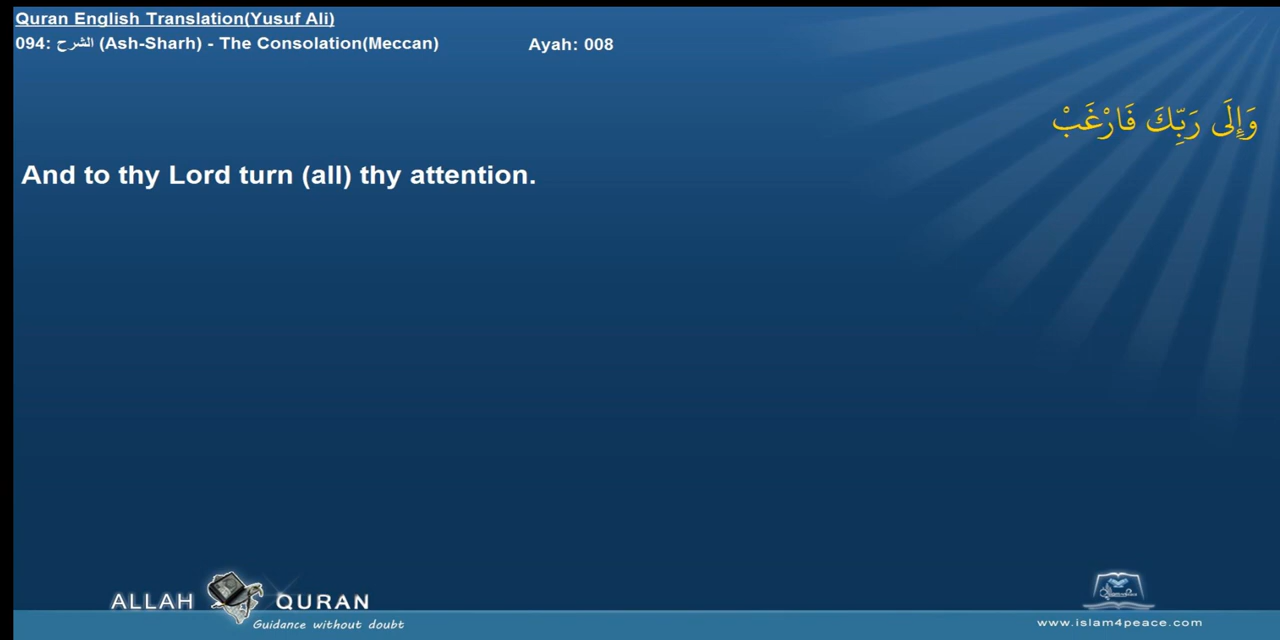 Quran English Translation(Yusuf Ali)
094: الشرح (Ash-Sharh) - The Consolation(Meccan) Ayah: 008
وَإِلَى رَبِّكَ فَارْغَبْ
And to thy Lord turn (all) thy attention.
ALLAH QURAN
Guidance without doubt
www.islam4peace.com